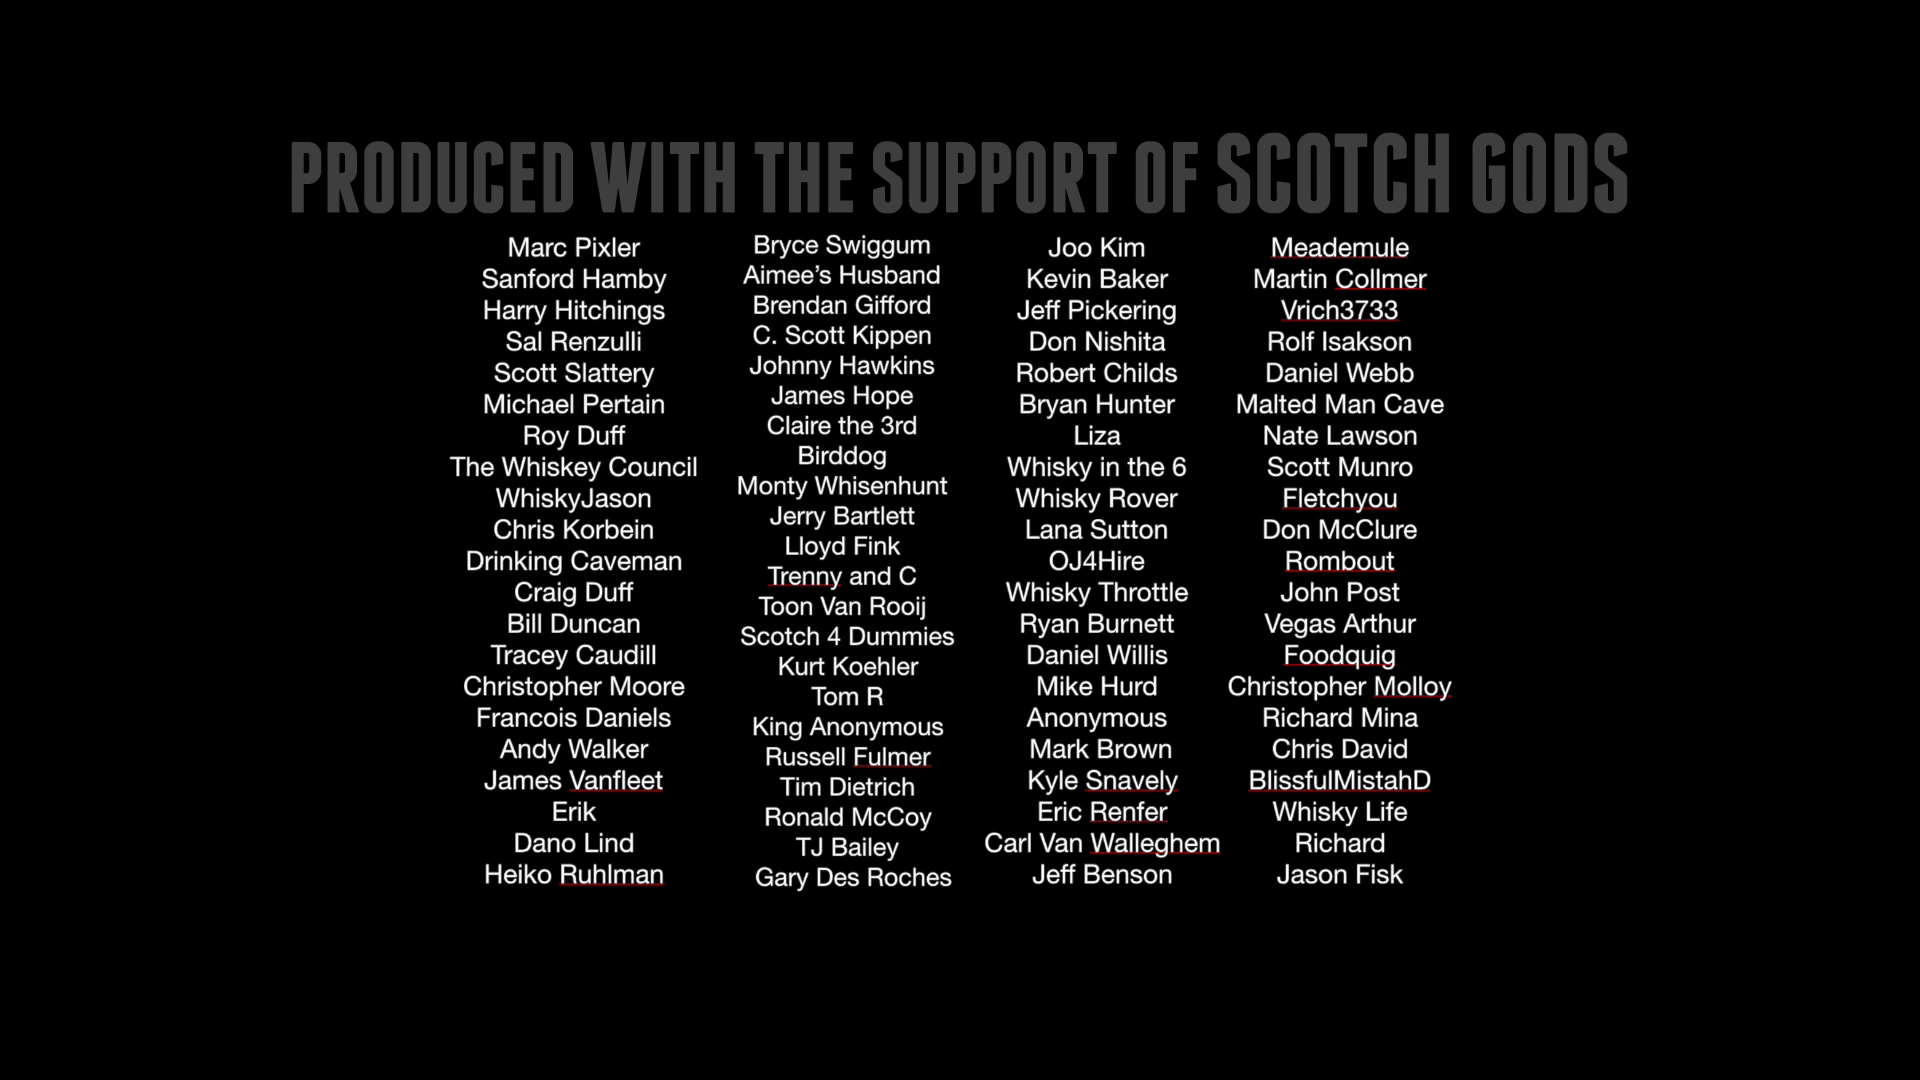 PRODUCED WITH THE SUPPORT OF SCOTCH GODS
Marc Pixler
Sanford Hamby
Harry Hitchings
Sal Renzulli
Scott Slattery
Michael Pertain
Roy Duff
The Whiskey Council
WhiskyJason
Chris Korbein
Drinking Caveman
Craig Duff
Bill Duncan
Tracey Caudill
Christopher Moore
Francois Daniels
Andy Walker
James Vanfleet
Erik
Dano Lind
Heiko Ruhlman
Bryce Swiggum
Aimee’s Husband
Brendan Gifford
C. Scott Kippen
Johnny Hawkins
James Hope
Claire the 3rd
Birddog
Monty Whisenhunt
Jerry Bartlett
Lloyd Fink
Trenny and C
Toon Van Rooij
Scotch 4 Dummies
Kurt Koehler
Tom R
King Anonymous
Russell Fulmer
Tim Dietrich
Ronald McCoy
TJ Bailey
Gary Des Roches
Joo Kim
Kevin Baker
Jeff Pickering
Don Nishita
Robert Childs
Bryan Hunter
Liza
Whisky in the 6
Whisky Rover
Lana Sutton
OJ4Hire
Whisky Throttle
Ryan Burnett
Daniel Willis
Mike Hurd
Anonymous
Mark Brown
Kyle Snavely
Eric Renfer
Carl Van Walleghem
Jeff Benson
Meademule
Martin Collmer
Vrich3733
Rolf Isakson
Daniel Webb
Malted Man Cave
Nate Lawson
Scott Munro
Fletchyou
Don McClure
Rombout
John Post
Vegas Arthur
Foodquig
Christopher Molloy
Richard Mina
Chris David
BlissfulMistahD
Whisky Life
Richard
Jason Fisk